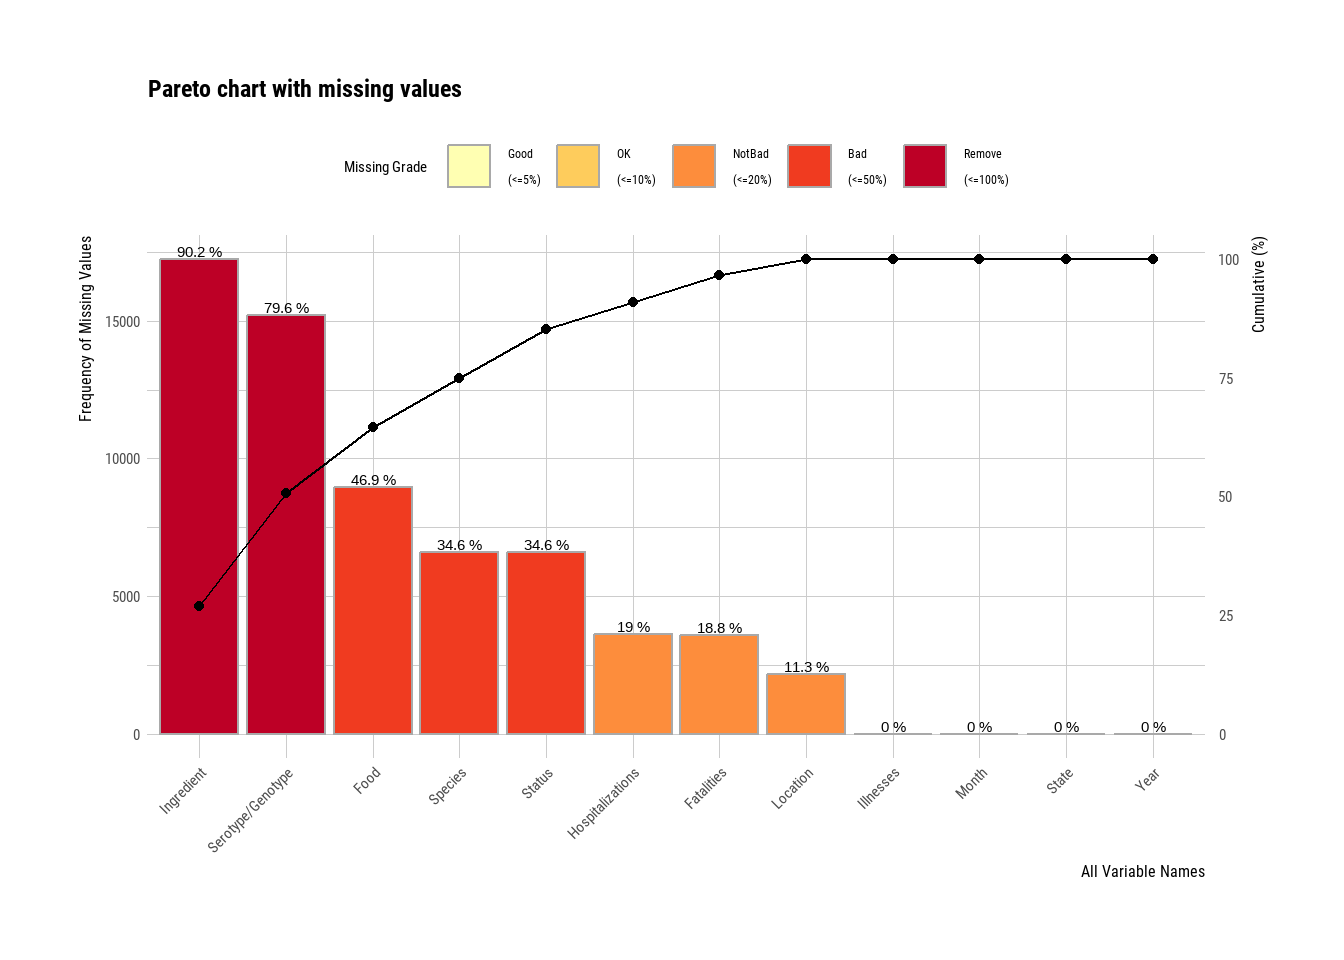 Pareto chart with missing values
Missing Grade
Good
(<=5%)
OK
(<=10%)
NotBad
(<=20%)
Bad
(<=50%)
Remove
(<=100%)
Frequency of Missing Values
Cumulative (%)
15000
10000
5000
0
100
75
50
25
0
90.2 %
79.6 %
46.9 %
34.6 %
34.6 %
19 %
18.8 %
11.3 %
0 %
0 %
0 %
0 %
Ingredient
Serotype/Genotype
Food
Species
Status
Hospitalizations
Fatalities
Location
Illnesses
Month
State
Year
All Variable Names